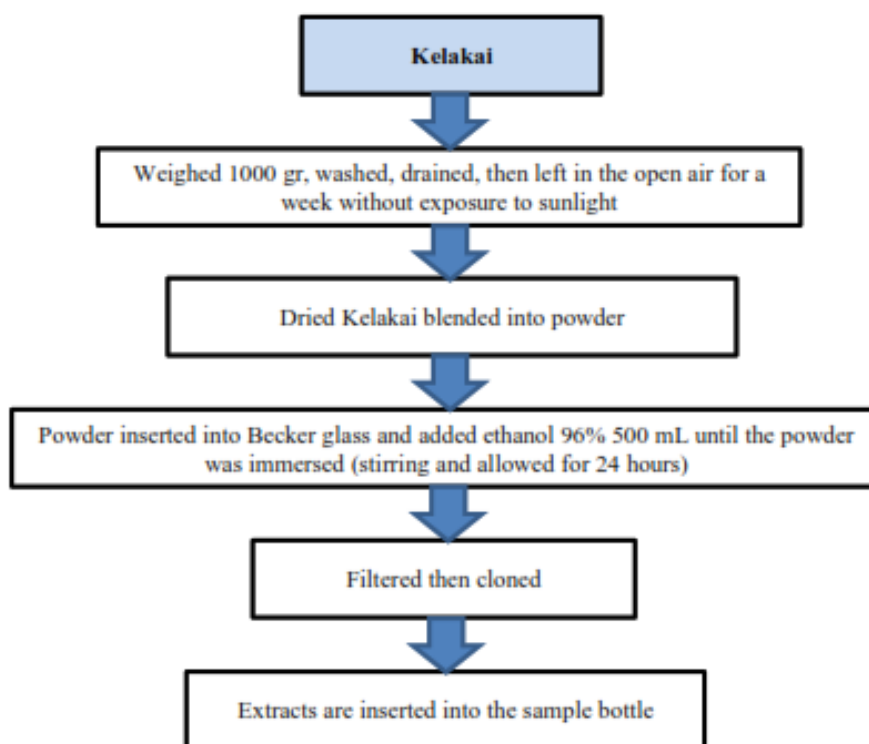 Kelakai
Weighed 1000 gr, washed, drained, then left in the open air for a
week without exposure to sunlight
Dried Kelakai blended into powder
Powder inserted into Becker glass and added ethanol 96% 500 mL until the powder
was immersed (stirring and allowed for 24 hours)
Filtered then cloned
Extracts are inserted into the sample bottle